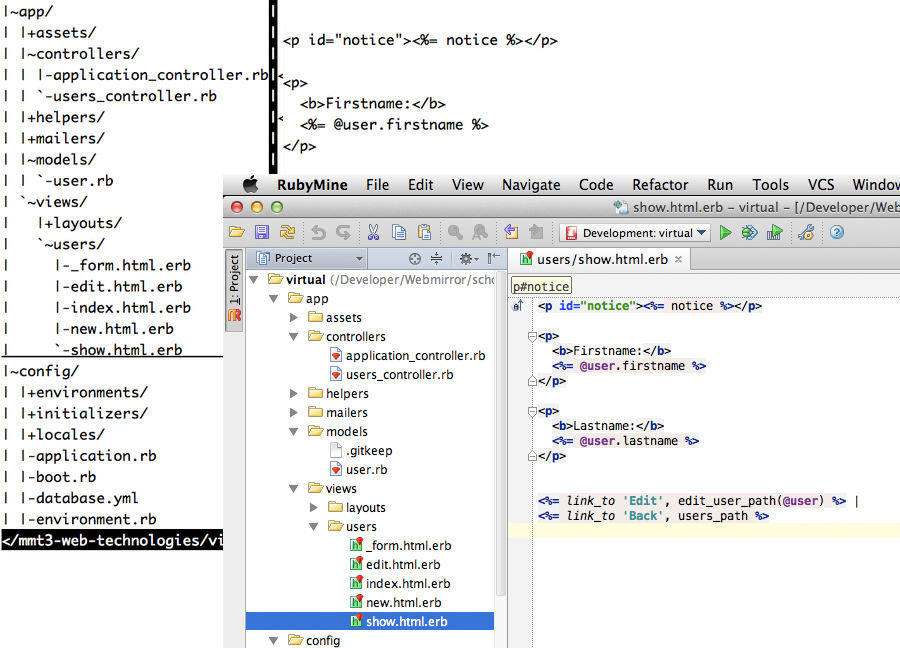 |~app/
| |+assets/
| |~controllers/
| | |-application_controller.rb
| | `-users_controller.rb
| |+helpers/
| |+mailers/
| |~models/
| | `-user.rb
| `~views/
|   |+layouts/
|   `~users/
|     |-_form.html.erb
|     |-edit.html.erb
|     |-index.html.erb
|     |-new.html.erb
|     `-show.html.erb
|~config/
| |+environments/
| |+initializers/
| |+locales/
| |-application.rb
| |-boot.rb
| |-database.yml
| |-environment.rb
</mmt3-web-technologies/vi
<p id="notice"><%= notice %></p>
<p>
  <b>Firstname:</b>
  <%= @user.firstname %>
</p>
RubyMine File Edit View Navigate Code Refactor Run Tools VCS Window
show.html.erb – virtual – [/Developer/Web
Development: virtual
1: Project
Project
users/show.html.erb
virtual (/Developer/Webmirror/scho
app
assets
controllers
application_controller.rb
users_controller.rb
helpers
mailers
models
.gitkeep
user.rb
views
layouts
users
_form.html.erb
edit.html.erb
index.html.erb
new.html.erb
show.html.erb
config
p#notice
<p id="notice"><%= notice %></p>
<p>
  <b>Firstname:</b>
  <%= @user.firstname %>
</p>
<p>
  <b>Lastname:</b>
  <%= @user.lastname %>
</p>
<%= link_to 'Edit', edit_user_path(@user) %> |
<%= link_to 'Back', users_path %>